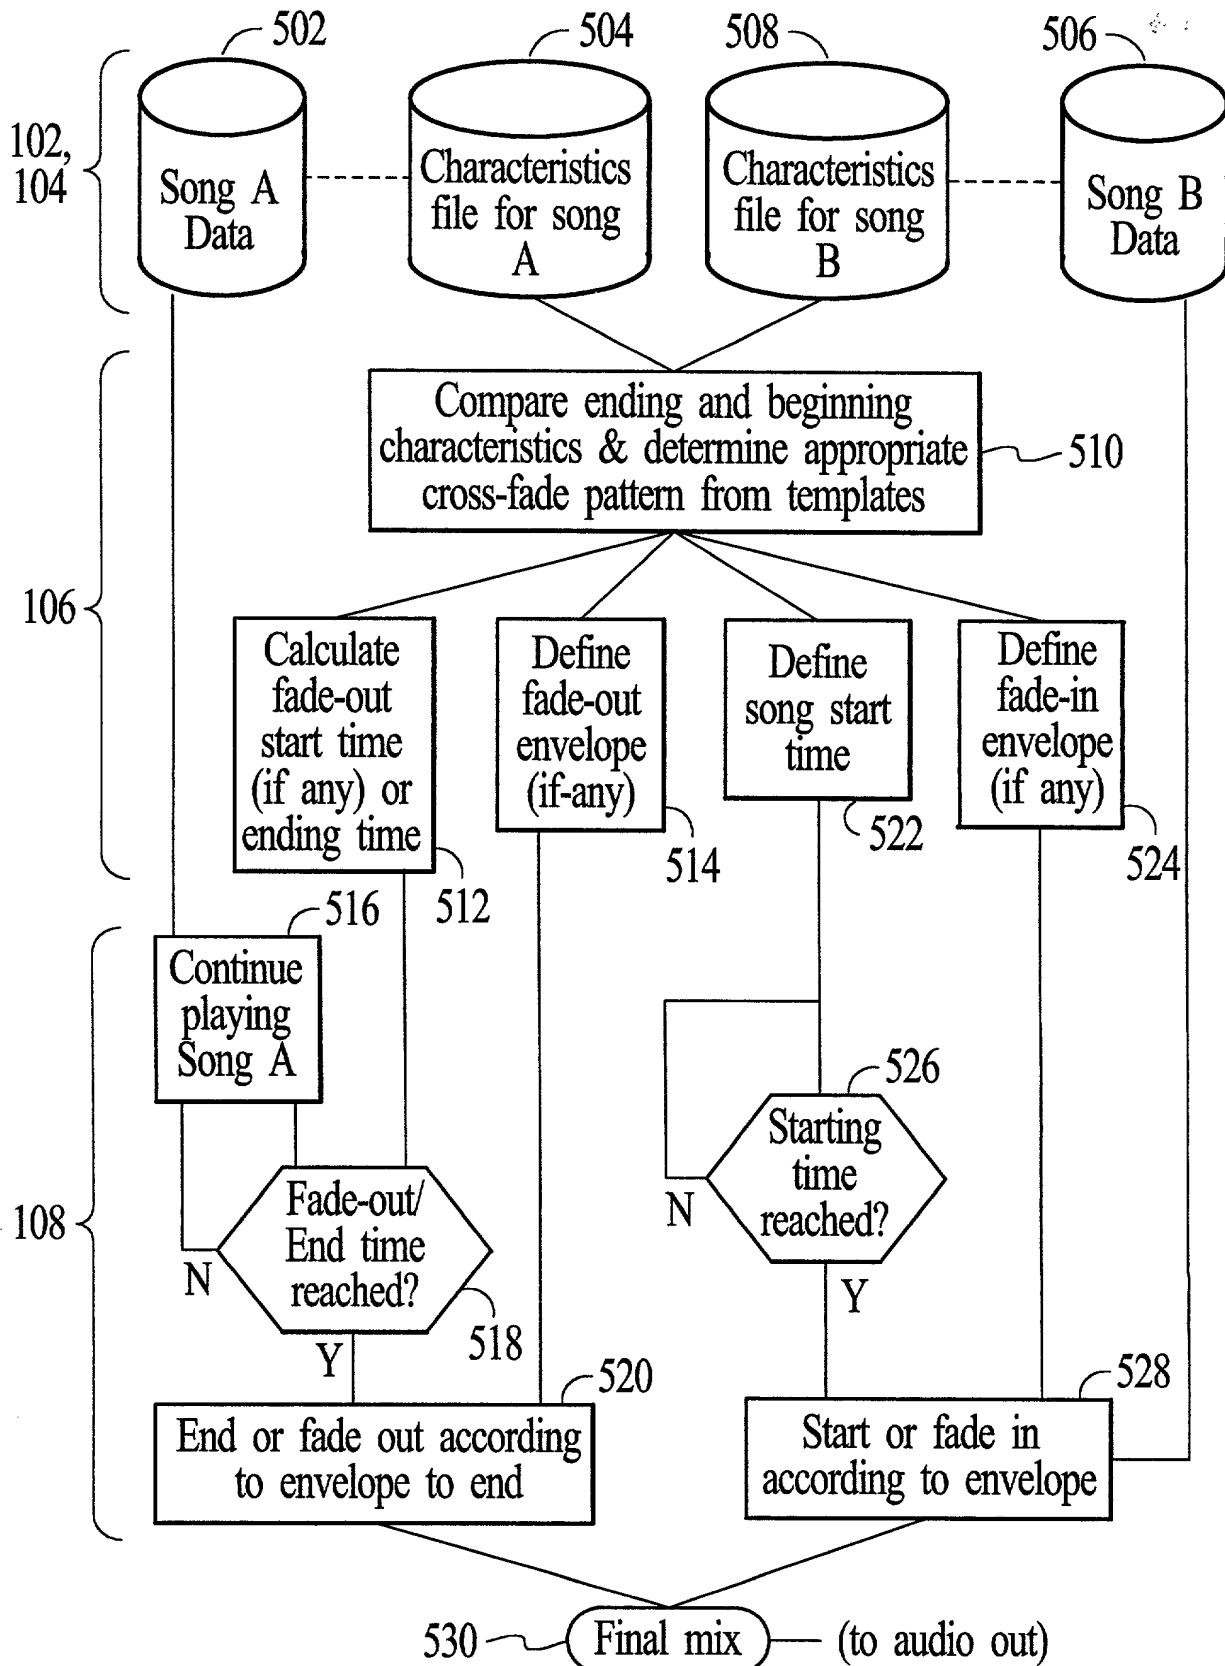 502
504
508
506
102,
104
Song A
Data
Characteristics
file for song
A
Characteristics
file for song
B
Song B
Data
106
Compare ending and beginning
characteristics & determine appropriate
cross-fade pattern from templates
510
Calculate
fade-out
start time
(if any) or
ending time
512
Define
fade-out
envelope
(if-any)
514
Define
song start
time
522
Define
fade-in
envelope
(if any)
524
108
516
Continue
playing
Song A
Fade-out/
End time
reached?
N
Y
518
526
Starting
time
reached?
N
Y
520
End or fade out according
to envelope to end
528
Start or fade in
according to envelope
530
Final mix
(to audio out)